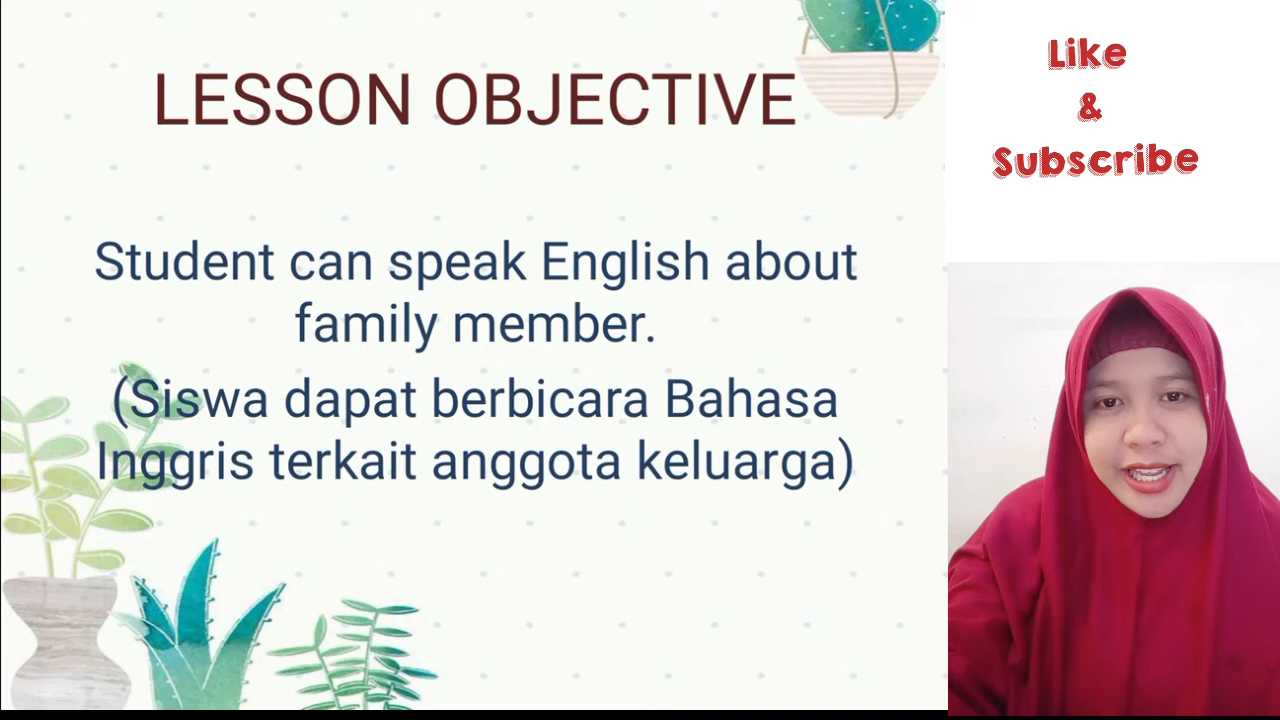 LESSON OBJECTIVE
Student can speak English about
family member.
(Siswa dapat berbicara Bahasa
Inggris terkait anggota keluarga)
Like
&
Subscribe